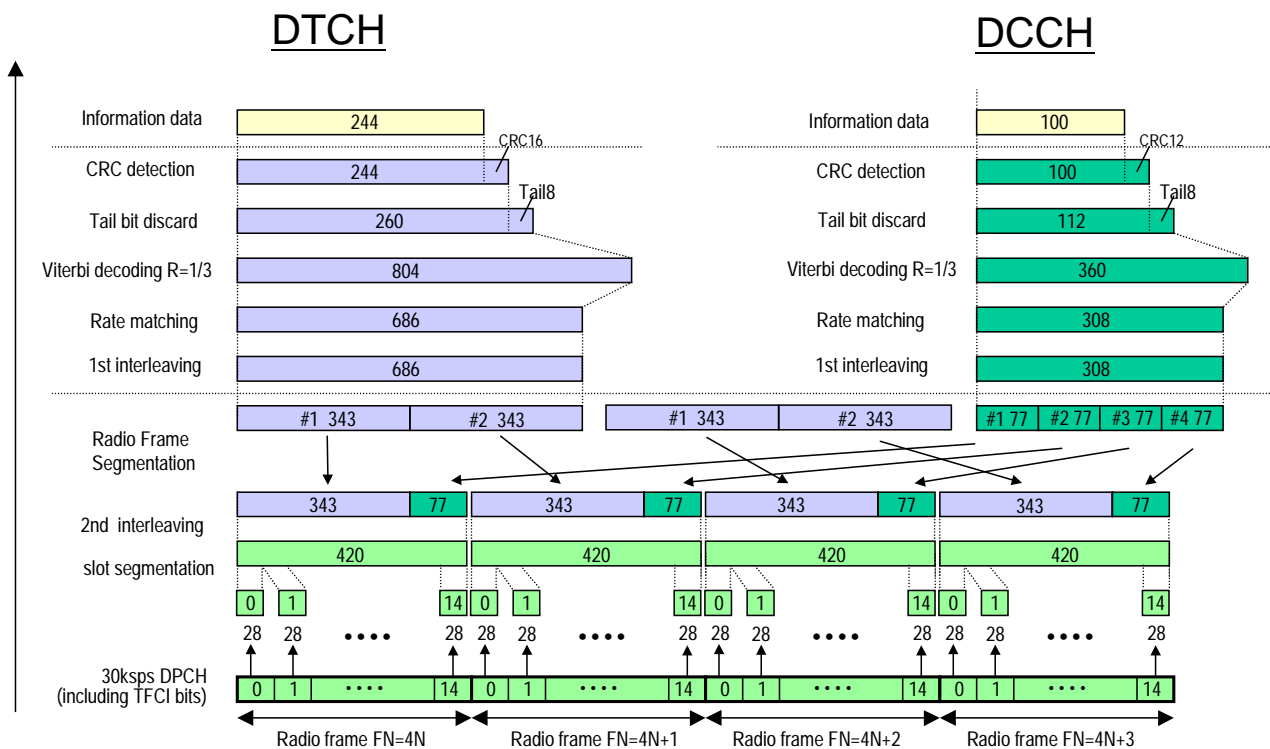 DTCH DCCH
Information data 244 Information data 100
CRC16 CRC12
CRC detection 244 CRC detection 100
Tail8 Tail8
Tail bit discard 260 Tail bit discard 112
Viterbi decoding R=1/3 804 Viterbi decoding R=1/3 360
Rate matching 686 Rate matching 308
1st interleaving 686 1st interleaving 308
#1 343 #2 343 #1 343 #2 343 #1 77 #2 77 #3 77 #4 77
Radio Frame
Segmentation
343 77 343 77 343 77 343 77
2nd interleaving
420 420 420 420
slot segmentation
0 1 14 0 1 14 0 1 14 0 1 14
28 28 •••• 28 28 28 •••• 28 28 28 •••• 28 28 28 •••• 28
30ksps DPCH
(including TFCI bits)
0 1 •••• 14 0 1 •••• 14 0 1 •••• 14 0 1 •••• 14
Radio frame FN=4N Radio frame FN=4N+1 Radio frame FN=4N+2 Radio frame FN=4N+3